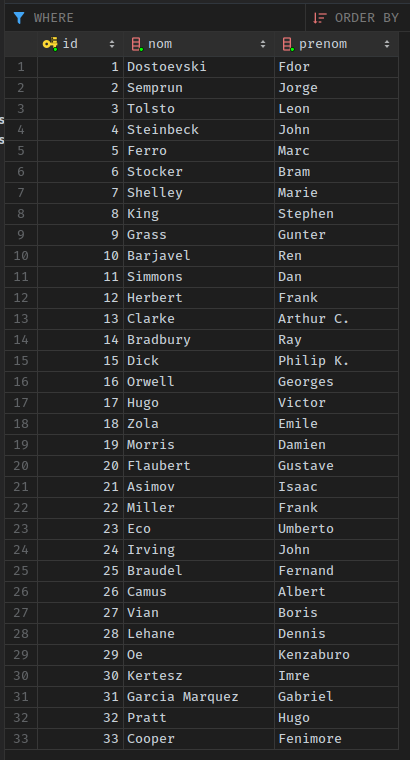 WHERE ORDER BY
id nom prenom
1 1 Dostoevski Fdor
2 2 Semprun Jorge
3 3 Tolsto Leon
4 4 Steinbeck John
5 5 Ferro Marc
6 6 Stocker Bram
7 7 Shelley Marie
8 8 King Stephen
9 9 Grass Gunter
10 10 Barjavel Ren
11 11 Simmons Dan
12 12 Herbert Frank
13 13 Clarke Arthur C.
14 14 Bradbury Ray
15 15 Dick Philip K.
16 16 Orwell Georges
17 17 Hugo Victor
18 18 Zola Emile
19 19 Morris Damien
20 20 Flaubert Gustave
21 21 Asimov Isaac
22 22 Miller Frank
23 23 Eco Umberto
24 24 Irving John
25 25 Braudel Fernand
26 26 Camus Albert
27 27 Vian Boris
28 28 Lehane Dennis
29 29 Oe Kenzaburo
30 30 Kertesz Imre
31 31 Garcia Marquez Gabriel
32 32 Pratt Hugo
33 33 Cooper Fenimore